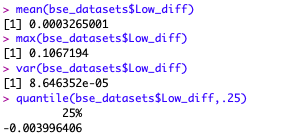 > mean(bse_datasets$Low_diff)
[1] 0.0003265001
> max(bse_datasets$Low_diff)
[1] 0.1067194
> var(bse_datasets$Low_diff)
[1] 8.646352e-05
> quantile(bse_datasets$Low_diff,.25)
25%
-0.003996406